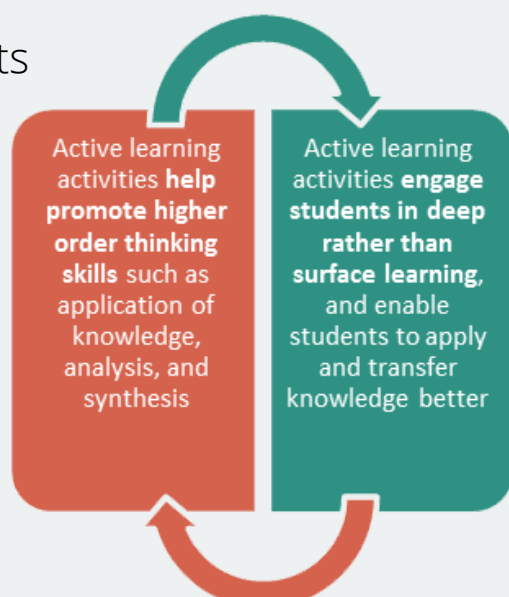 ts
Active learning
activities help
promote higher
order thinking
skills such as
application of
knowledge,
analysis, and
synthesis
Active learning
activities engage
students in deep
rather than
surface learning,
and enable
students to apply
and transfer
knowledge better